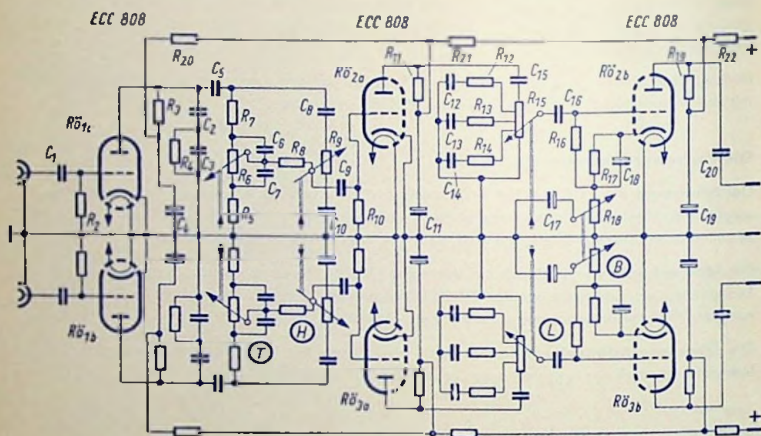 ECC 808 ECC 808 ECC 808
R20 R11 R21 R12 R19 R22 +
C5 C15 Rö2b
R3 C2 R7 C8 Rö2a C12 R15 C16
Rö1a C6 R8 R9 R13 R16
C1 R4 C3 C13 R14 R17 C18 C20
R6 C7 C9 C14
R2 R5 R10 C17 R18
C4 10 C11 C19
B
H L
T
Rö1b
Rö3a Rö3b
+